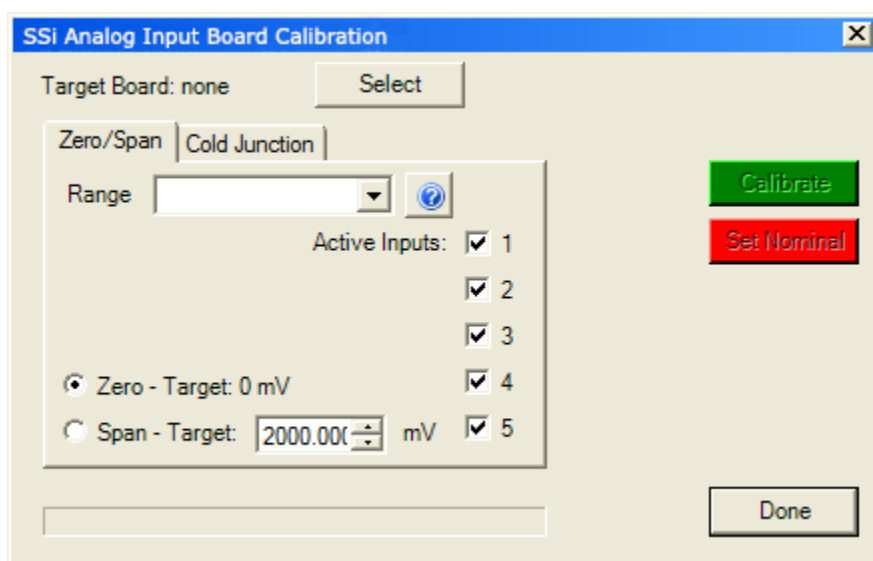 SSi Analog Input Board Calibration
Target Board: none
Select
Zero/Span
Cold Junction
Range
Calibrate
Set Nominal
Active Inputs:
1
2
3
4
5
Zero - Target: 0 mV
Span - Target:
2000.00(
mV
Done